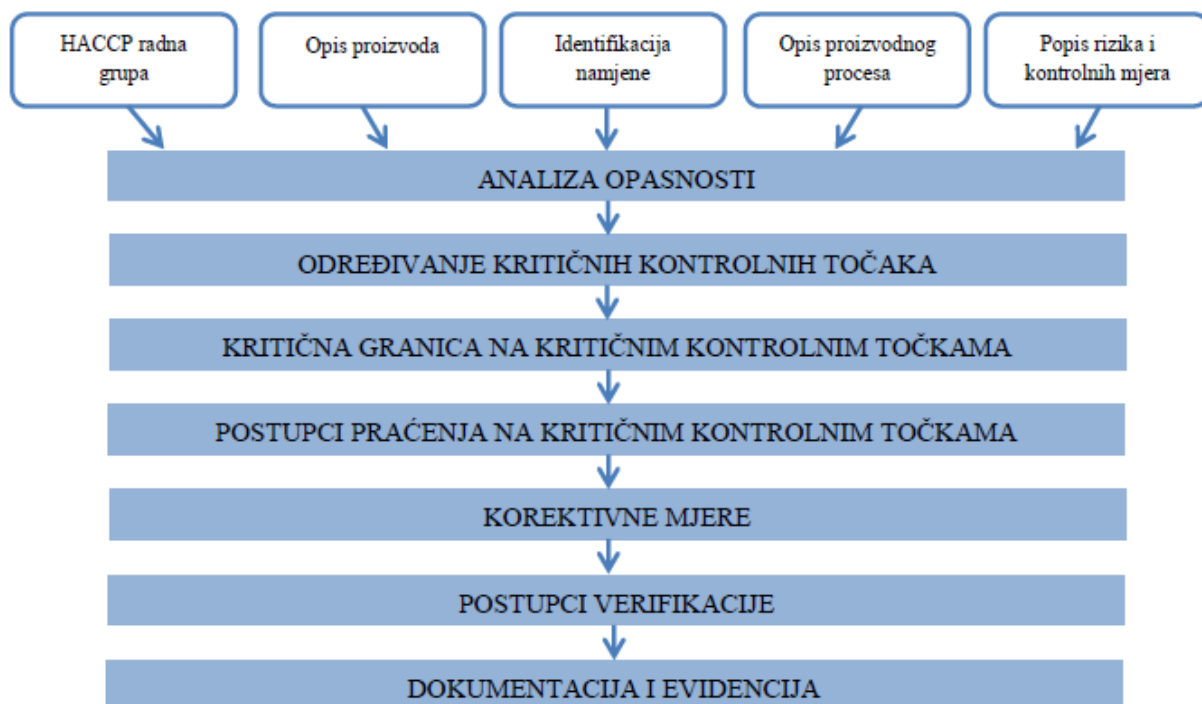 HACCP radna
grupa
Opis proizvoda
Identifikacija
namjene
Opis proizvodnog
procesa
Popis rizika i
kontrolnih mjera
ANALIZA OPASNOSTI
ODREĐIVANJE KRITIČNIH KONTROLNIH TOČAKA
KRITIČNA GRANICA NA KRITIČNIM KONTROLNIM TOČKAMA
POSTUPCI PRAĆENJA NA KRITIČNIM KONTROLNIM TOČKAMA
KOREKTIVNE MJERE
POSTUPCI VERIFIKACIJE
DOKUMENTACIJA I EVIDENCIJA